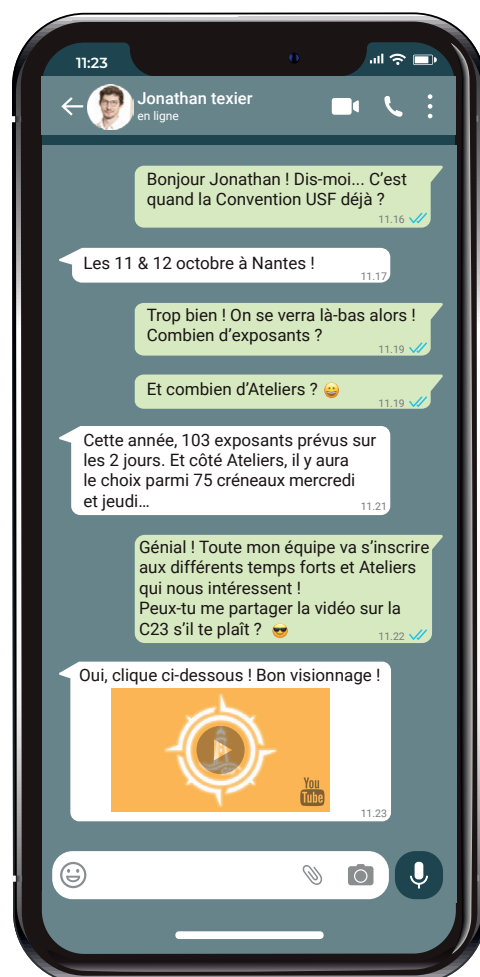 11:23
Jonathan texier
en ligne
Bonjour Jonathan ! Dis-moi... C'est
quand la Convention USF déjà ?
11.16
Les 11 & 12 octobre à Nantes !
11.17
Trop bien ! On se verra là-bas alors !
Combien d'exposants ?
11.19
Et combien d'Ateliers ? 😀
11.19
Cette année, 103 exposants prévus sur
les 2 jours. Et côté Ateliers, il y aura
le choix parmi 75 créneaux mercredi
et jeudi…
11.21
Génial ! Toute mon équipe va s'inscrire
aux différents temps forts et Ateliers
qui nous intéressent !
Peux-tu me partager la vidéo sur la
C23 s'il te plaît ? 😎
11.22
Oui, clique ci-dessous ! Bon visionnage !
You
Tube
11.23